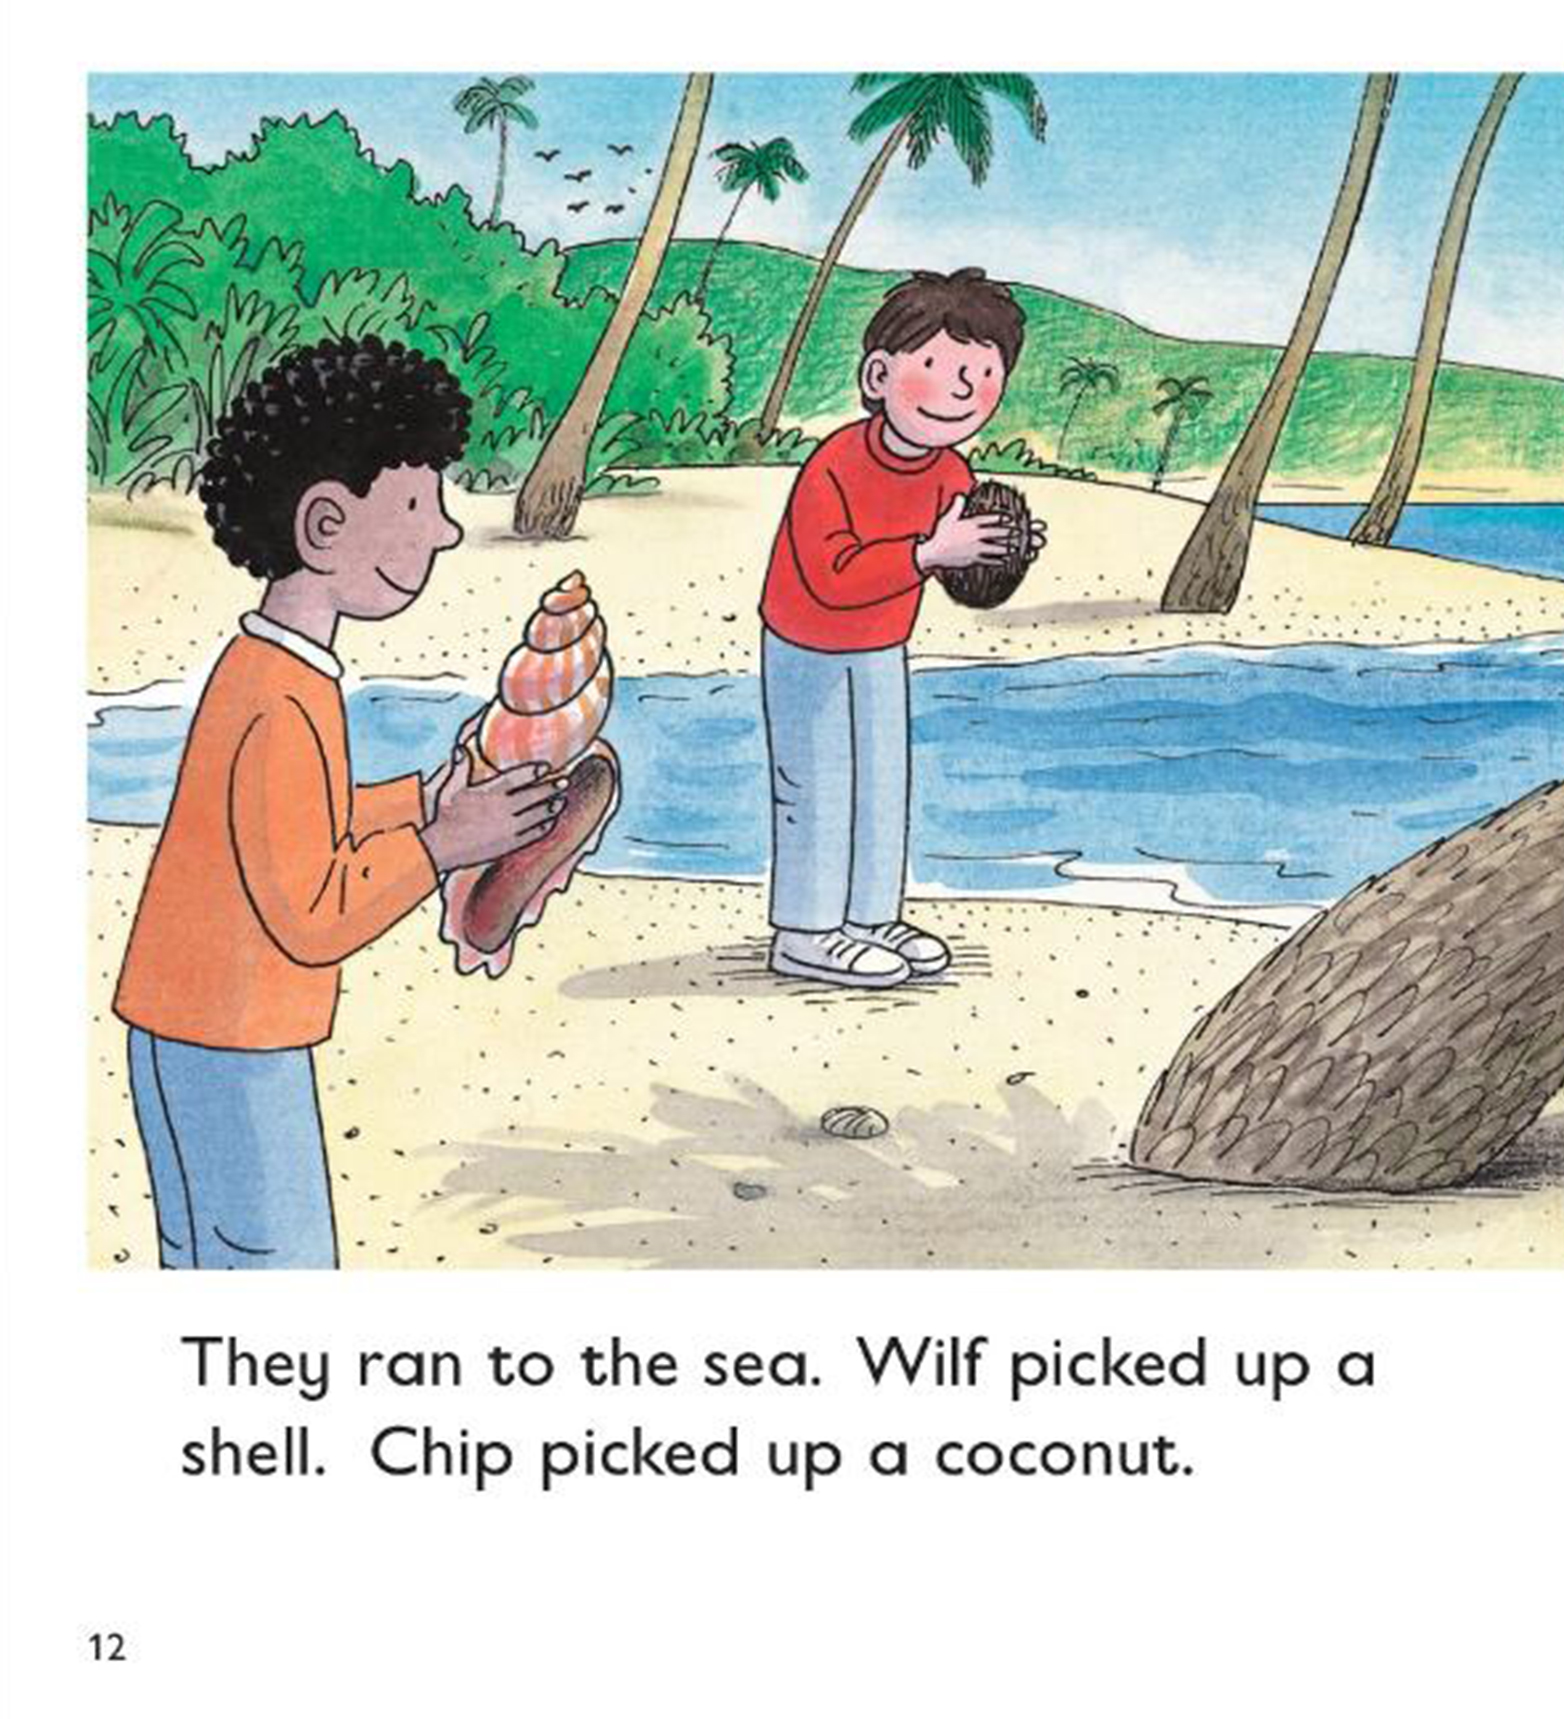 They ran to the sea. Wilf picked up a
shell. Chip picked up a coconut.
12